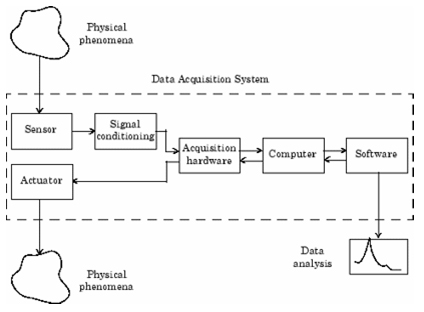 Physical
phenomena
Data Acquisition System
Sensor
Signal
conditioning
Acquisition
hardware
Computer
Software
Actuator
Data
analysis
Physical
phenomena